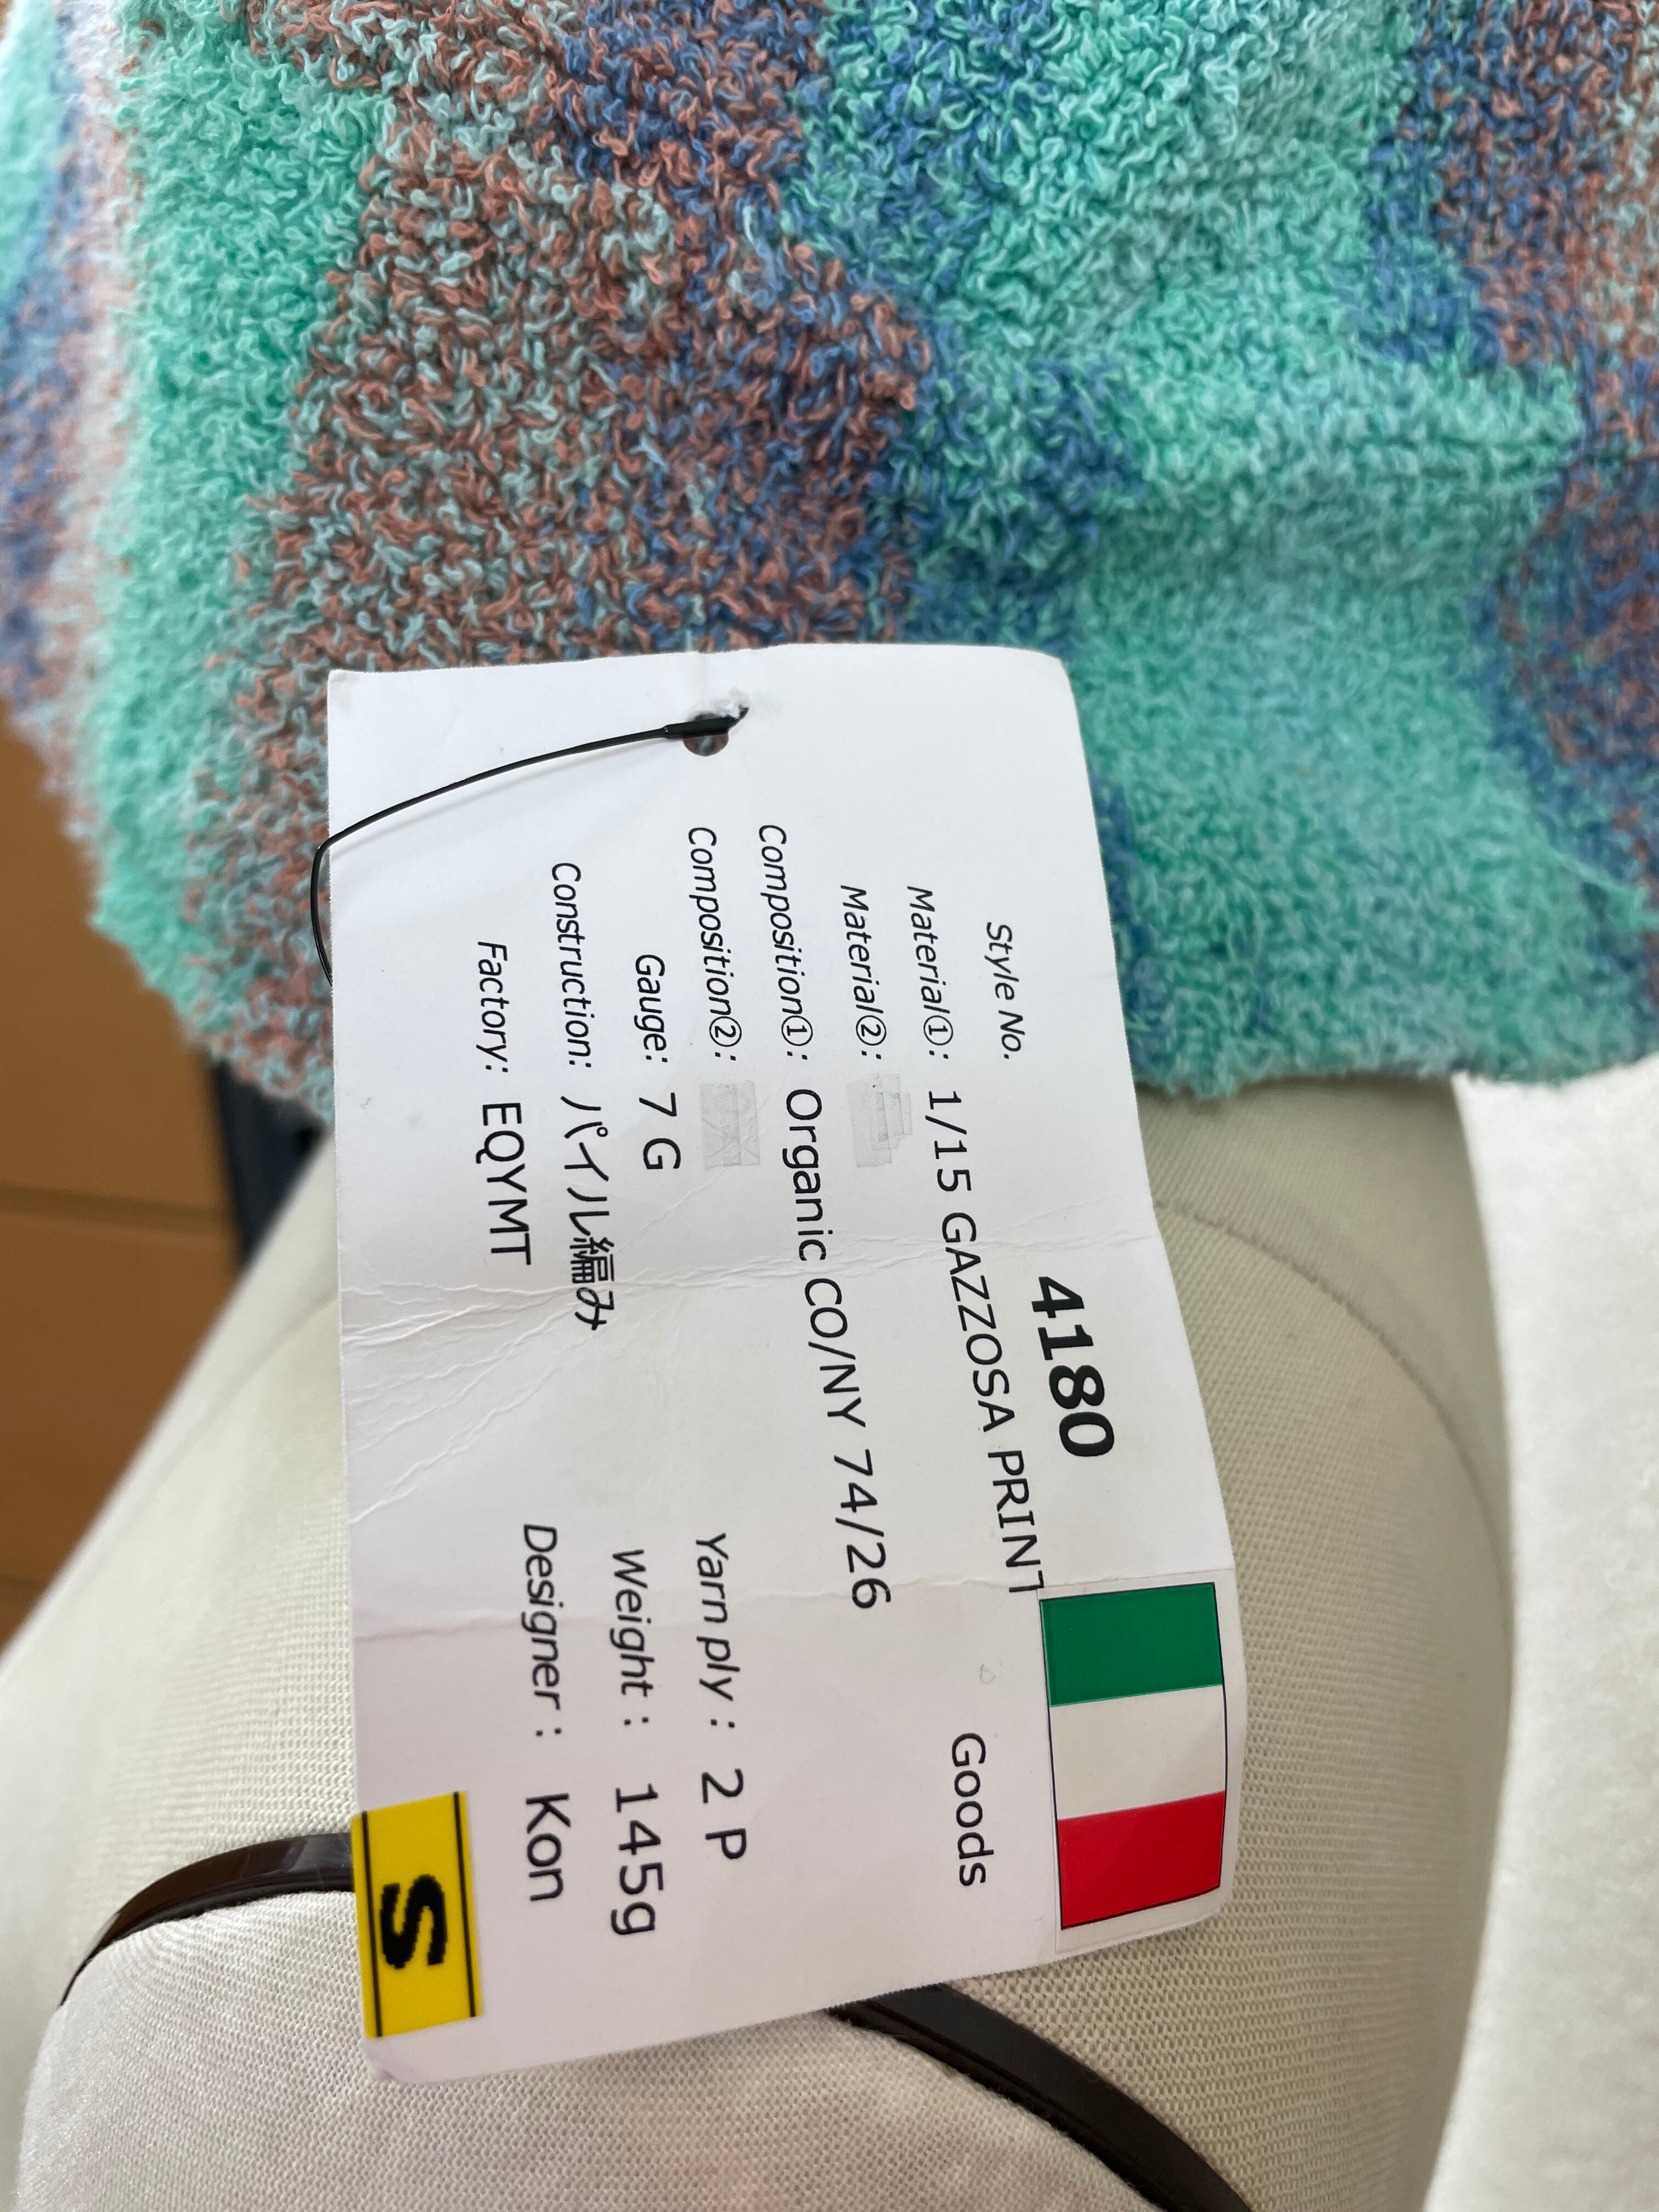 Style No. 4180
Material①: 1/15 GAZZOSA PRINT
Material②: Goods
Composition①: Organic CO/NY 74/26
Composition②:
Gauge: 7 G Yarn ply : 2 P
Construction: パイル編み Weight : 145g
Factory: EQYMT Designer : Kon
S